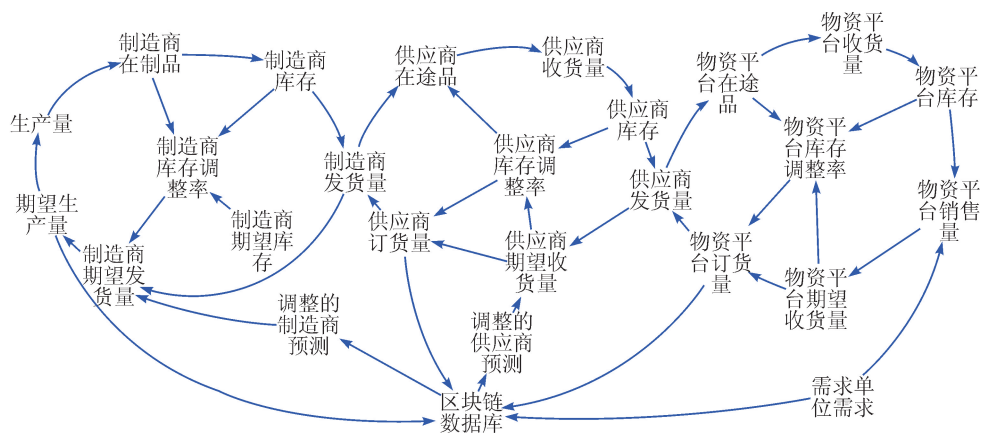 制造商
在制品
制造商
库存
生产量
制造商
库存调
整率
期望生
产量
制造商
期望库
存
制造商
期望发
货量
制造商
发货量
调整的
制造商
预测
供应商
在途品
供应商
收货量
供应商
库存
供应商
库存调
整率
供应商
订货量
供应商
期望收
货量
供应商
发货量
调整的
供应商
预测
区块链
数据库
物资平
台在途
品
物资平
台收货
量
物资平
台库存
物资平
台库存
调整率
物资平
台销售
量
物资平
台订货
量
物资平
台期望
收货量
需求单
位需求